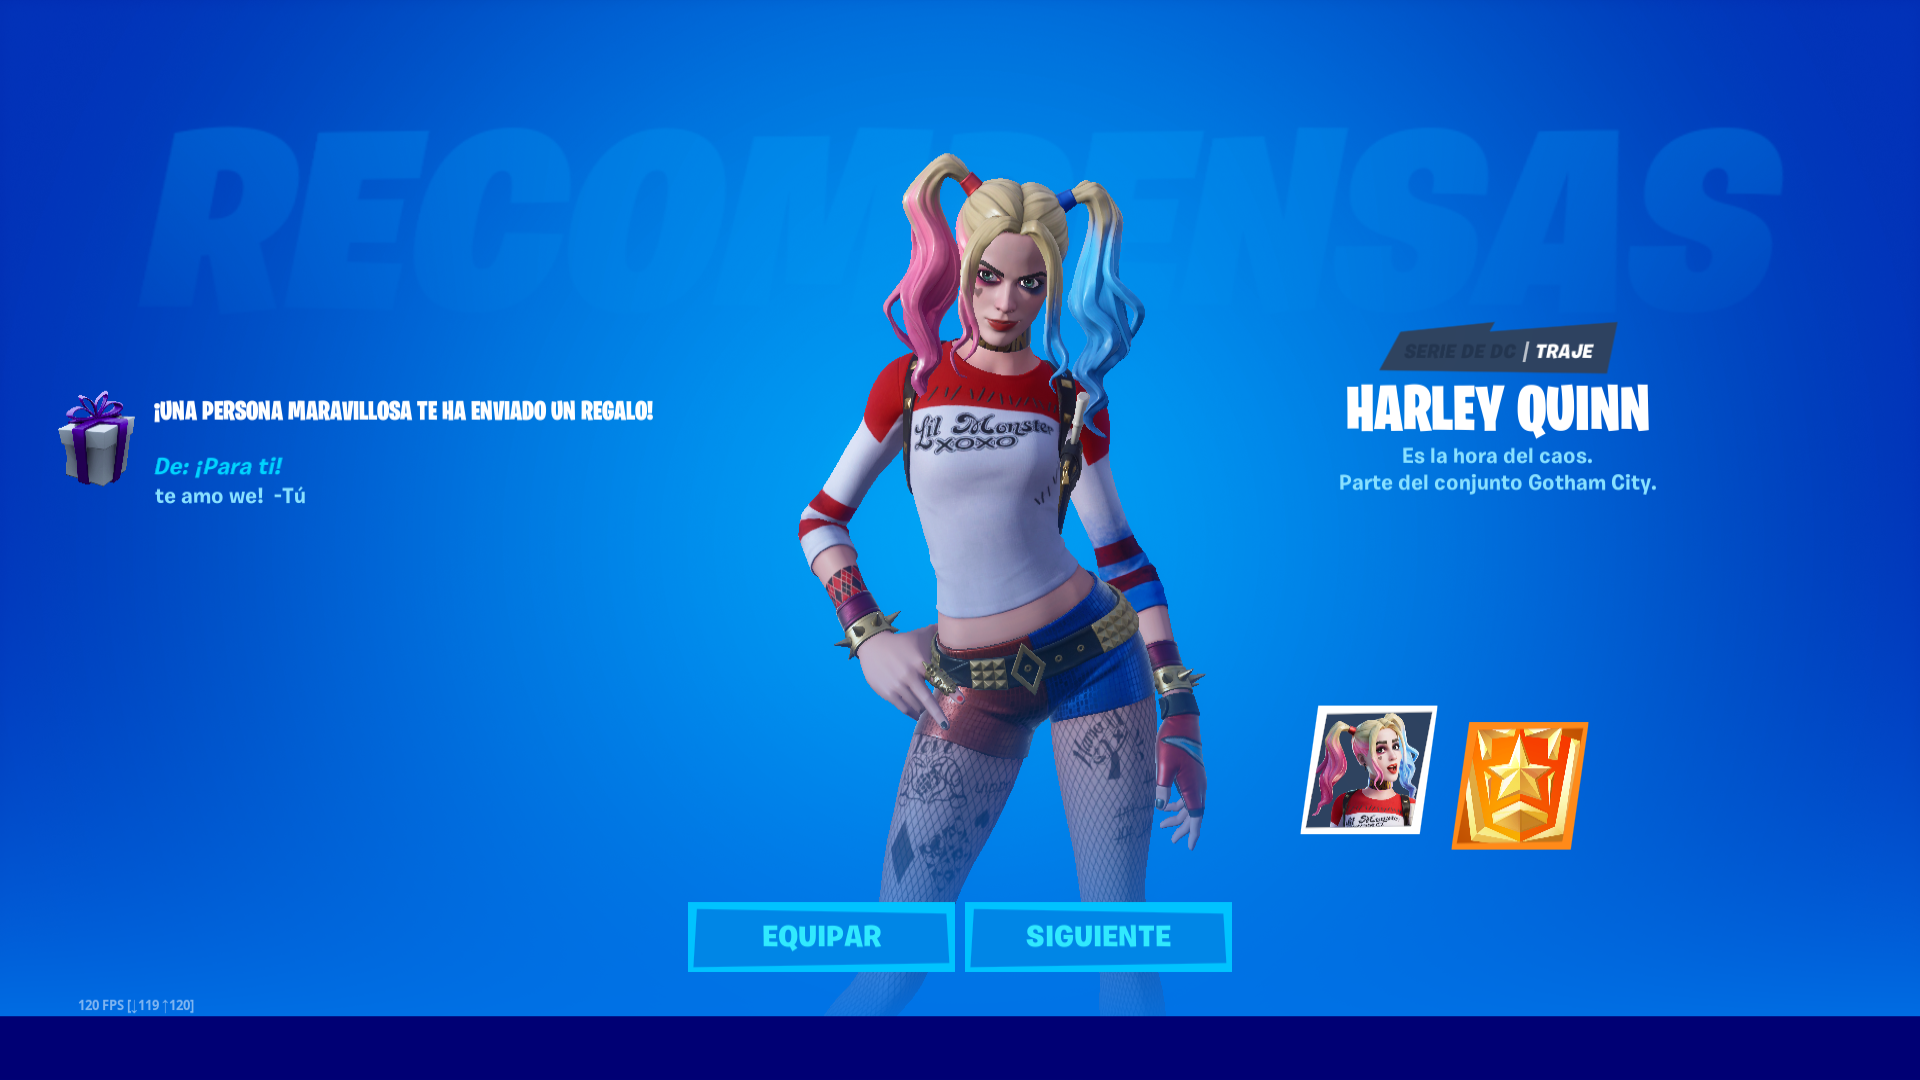 RECOMPENSAS
¡UNA PERSONA MARAVILLOSA TE HA ENVIADO UN REGALO!
De: ¡Para ti!
te amo we! -Tú
Lil Monster
XOXO
SERIE DE DC | TRAJE
HARLEY QUINN
Es la hora del caos.
Parte del conjunto Gotham City.
Lil Monster
EQUIPAR
SIGUIENTE
120 FPS [↓119 ↑120]